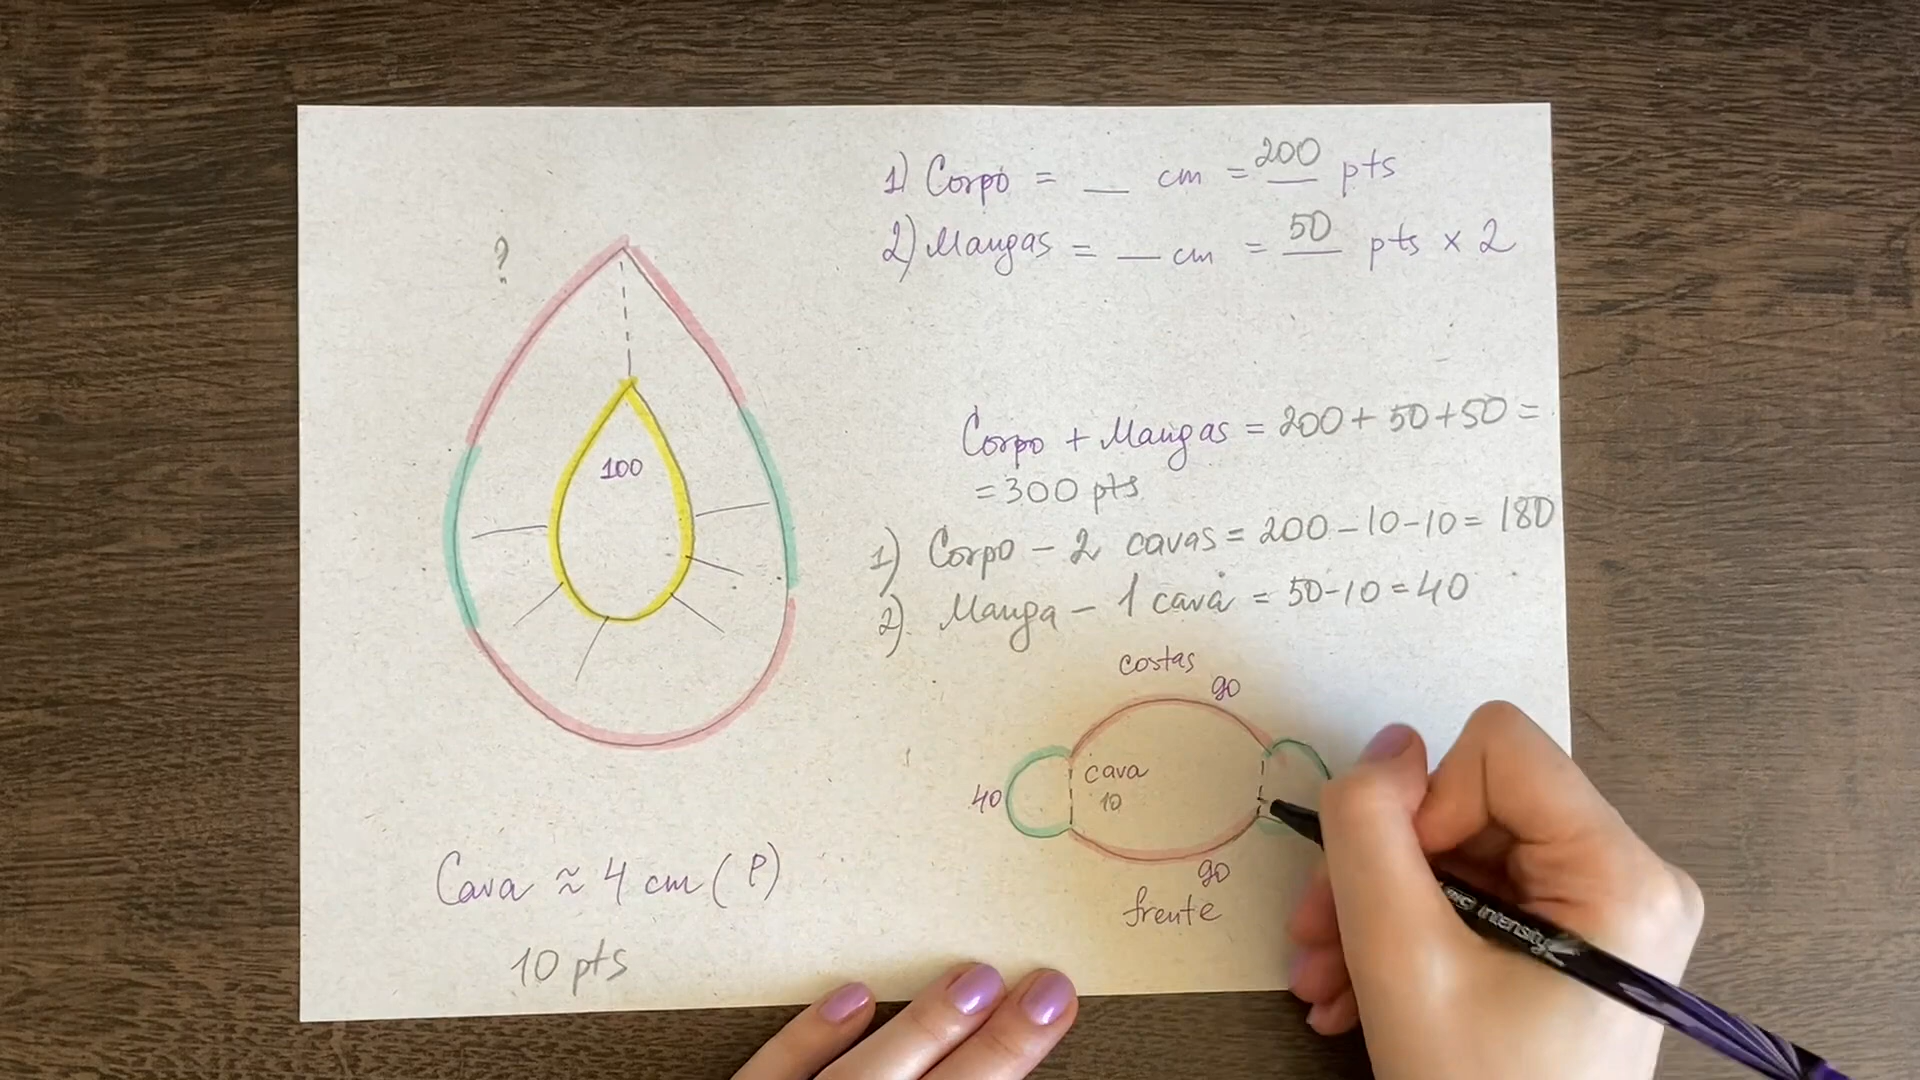 1) Corpo = __ cm = 200 pts
2) Mangas = __ cm = 50 pts x 2
?
100
Corpo + Mangas = 200 + 50 + 50 =
= 300 pts
1) Corpo - 2 cavas = 200 - 10 - 10 = 180
2) Manga - 1 cava = 50 - 10 = 40
costas
90
cava
10
40
90
frente
Cava ≈ 4 cm (P)
10 pts
BIC intensity